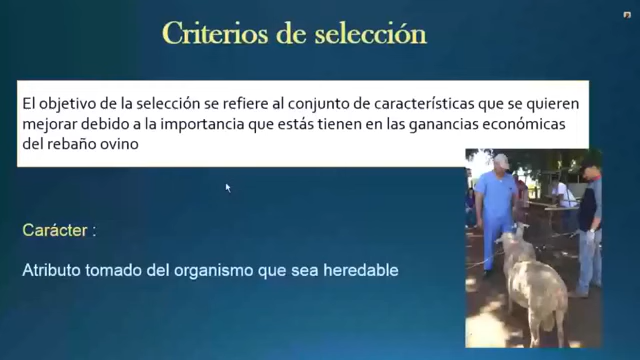 Criterios de selección
El objetivo de la selección se refiere al conjunto de características que se quieren
mejorar debido a la importancia que estás tienen en las ganancias económicas
del rebaño ovino
Carácter :
Atributo tomado del organismo que sea heredable